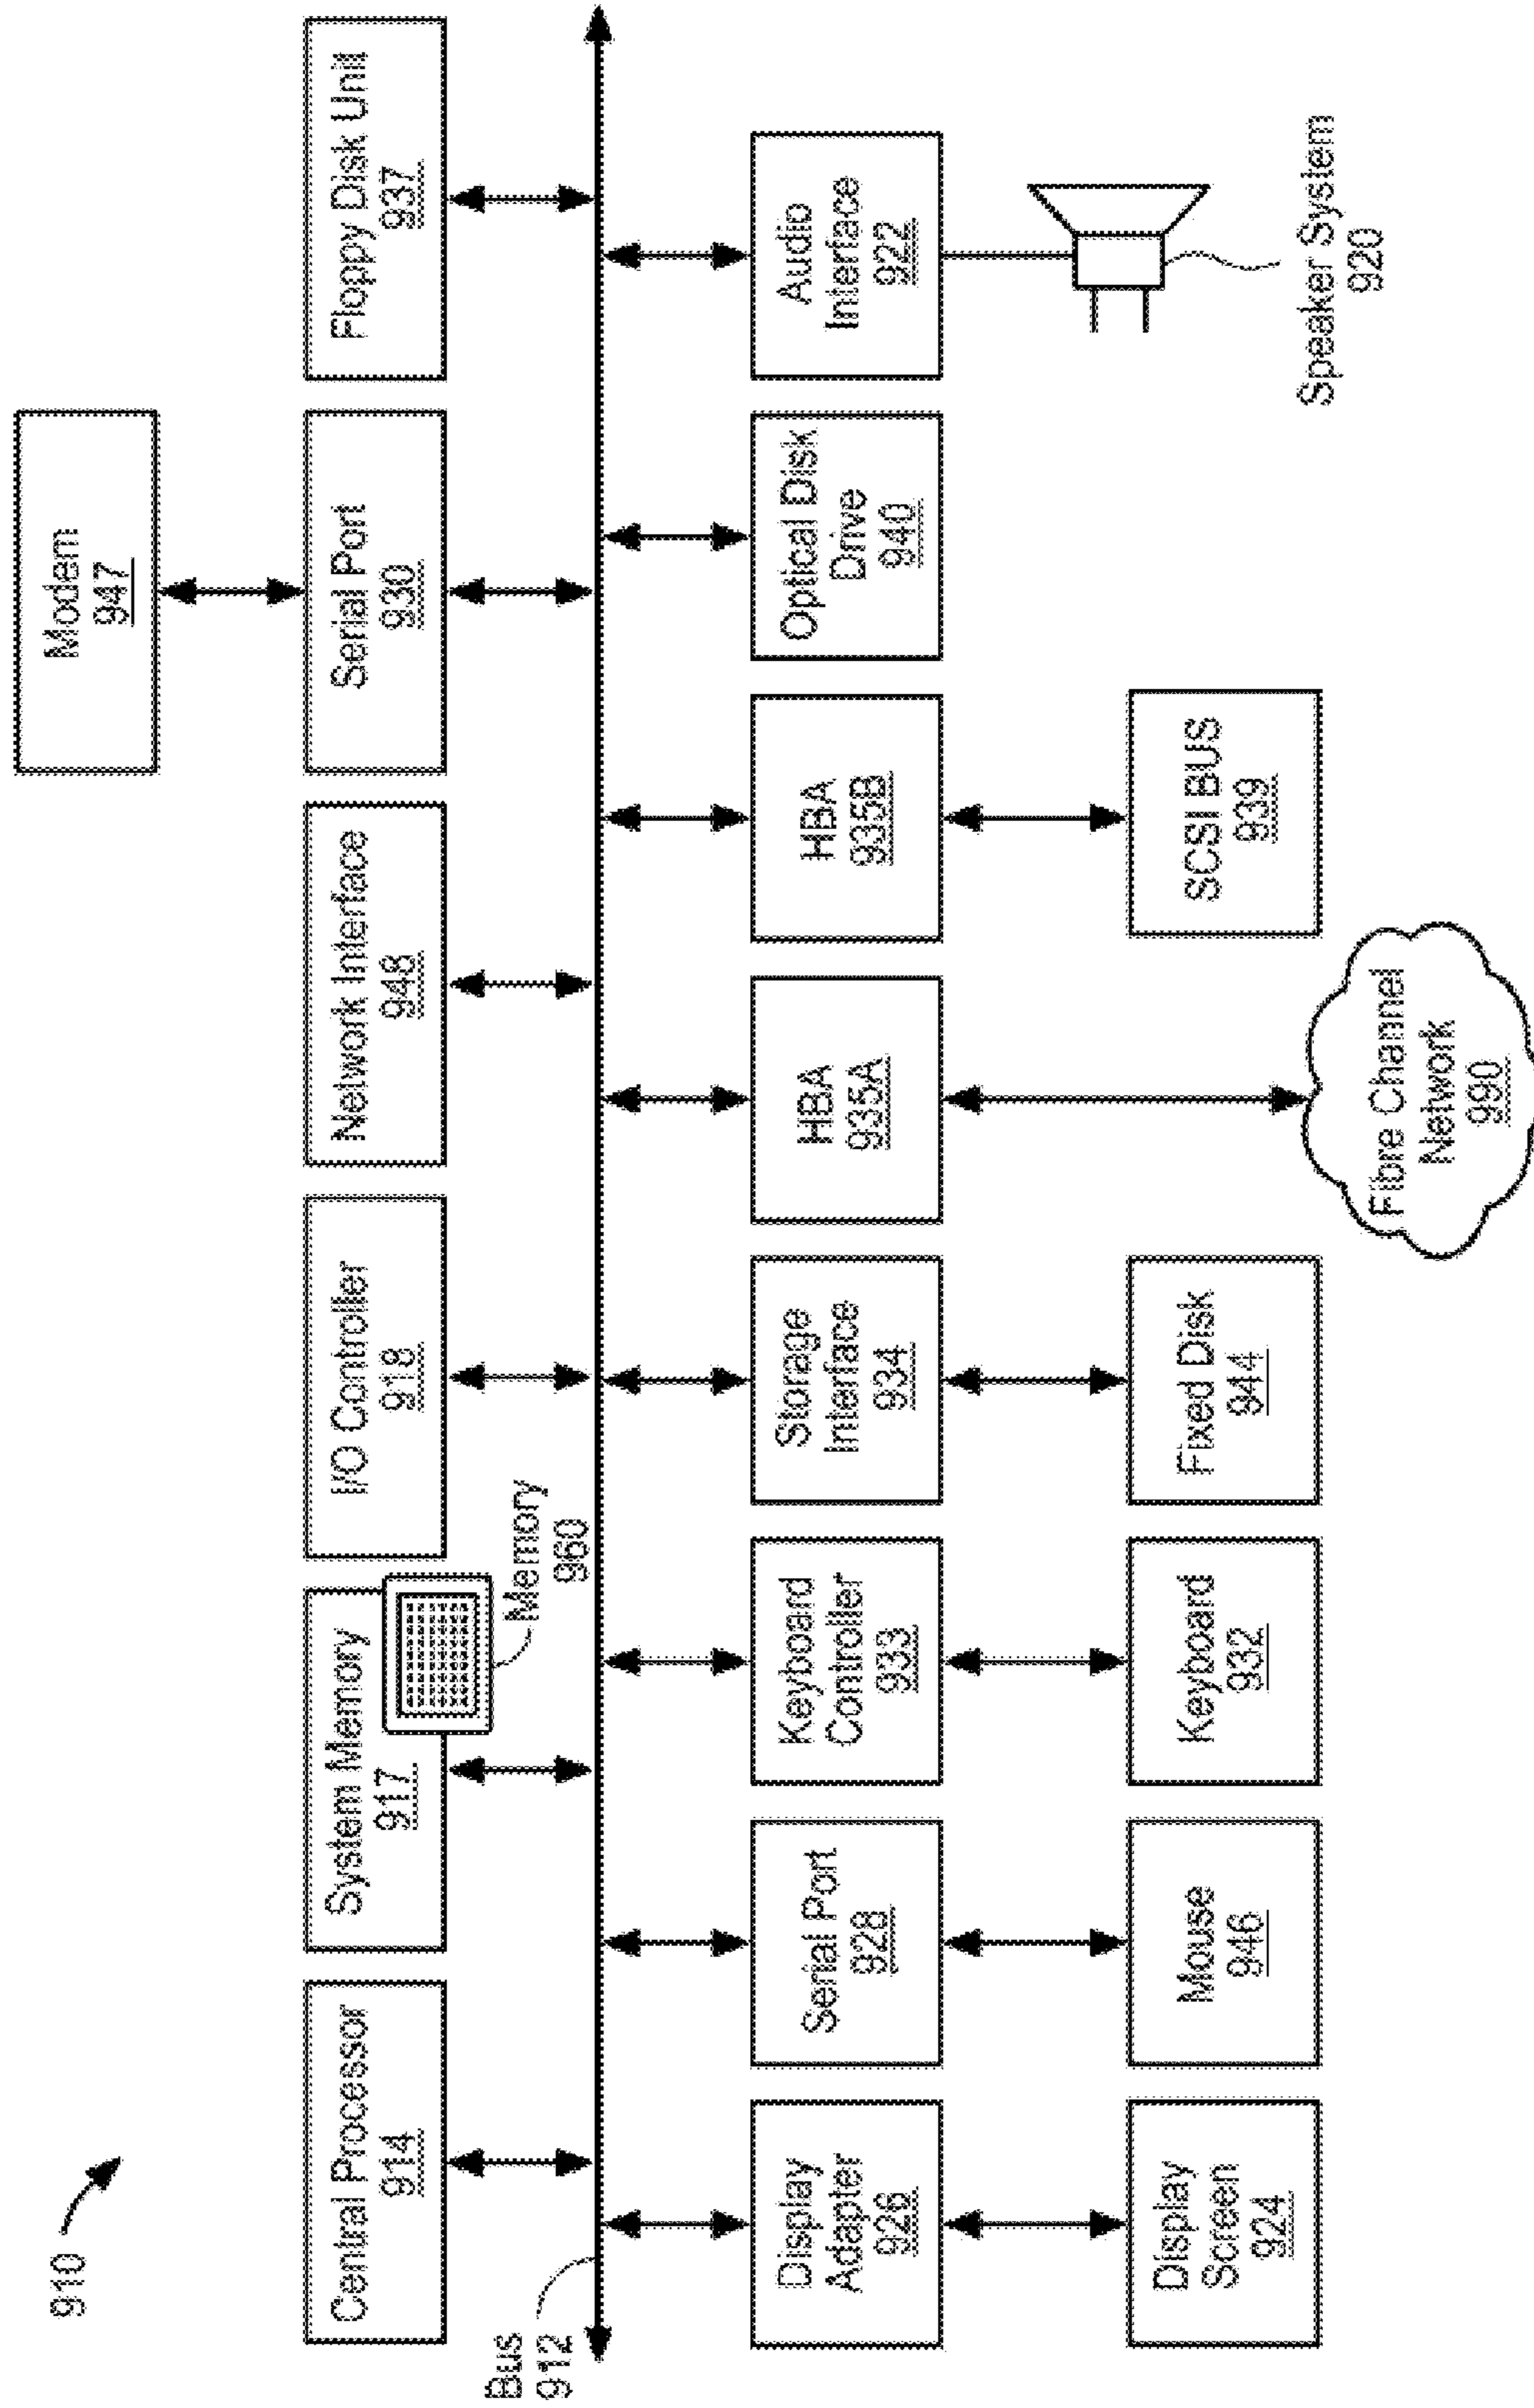 910
Modem
947
Central Processor
914
System Memory
917
I/O Controller
918
Network Interface
948
Serial Port
930
Floppy Disk Unit
937
Memory
960
Bus
912
Display
Adapter
926
Serial Port
928
Keyboard
Controller
933
Storage
Interface
934
HBA
935A
HBA
935B
Optical Disk
Drive
940
Audio
Interface
922
Display
Screen
924
Mouse
946
Keyboard
932
Fixed Disk
944
Fibre Channel
Network
990
SCSI BUS
939
Speaker System
920